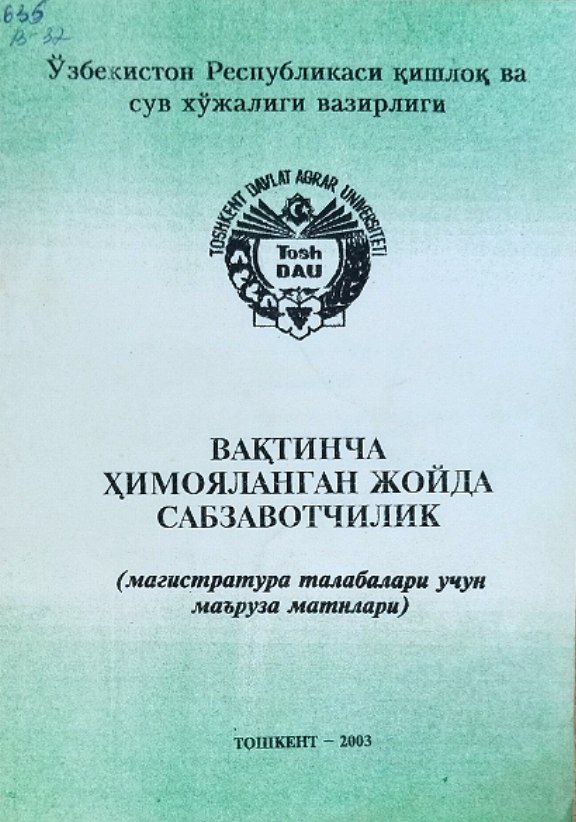 635
В-32
Ўзбекистон Республикаси қишлоқ ва
сув хўжалиги вазирлиги
TOSHKENT DAVLAT AGRAR UNIVERSITETI
Tosh
DAU
ВАҚТИНЧА
ҲИМОЯЛАНГАН ЖОЙДА
САБЗАВОТЧИЛИК
(магистратура талабалари учун
маъруза матнлари)
ТОШКЕНТ – 2003